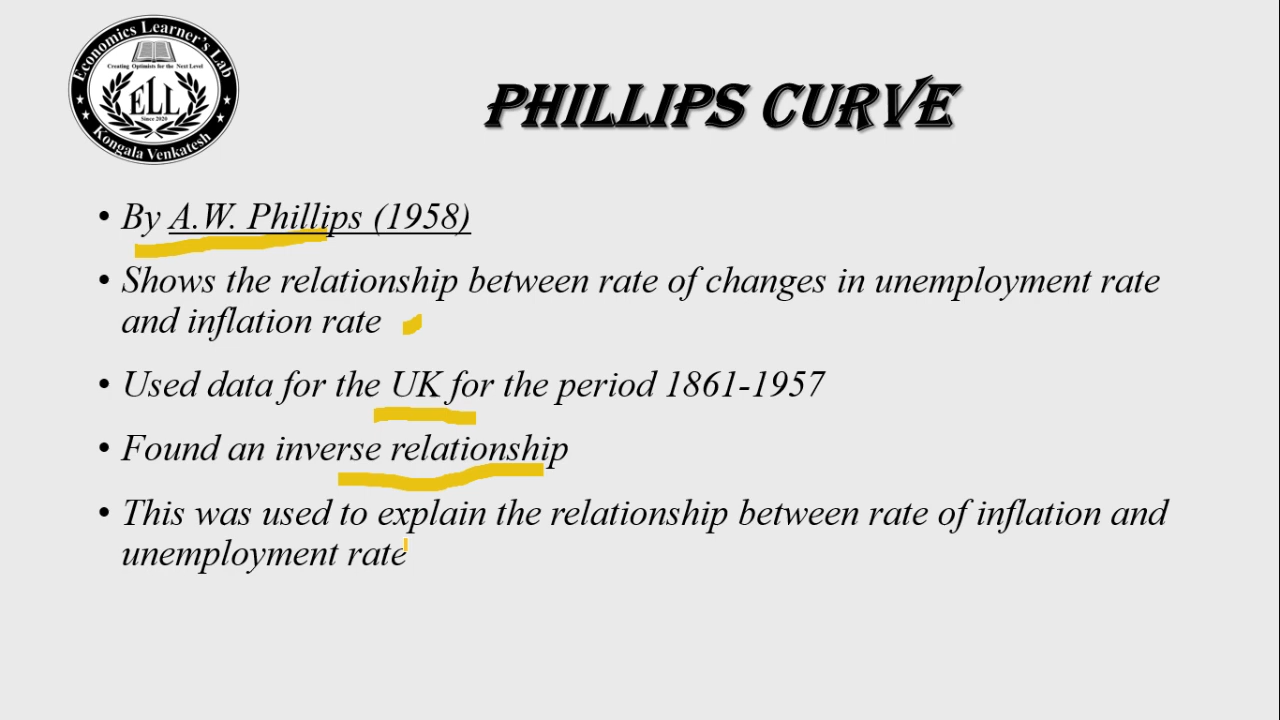 Economics Learner's Lab
Creating Optimists for the Next Level
ELL
Since 2020
Kongala Venkatesh
PHILLIPS CURVE
• By A.W. Phillips (1958)
• Shows the relationship between rate of changes in unemployment rate
and inflation rate
• Used data for the UK for the period 1861-1957
• Found an inverse relationship
• This was used to explain the relationship between rate of inflation and
unemployment rate